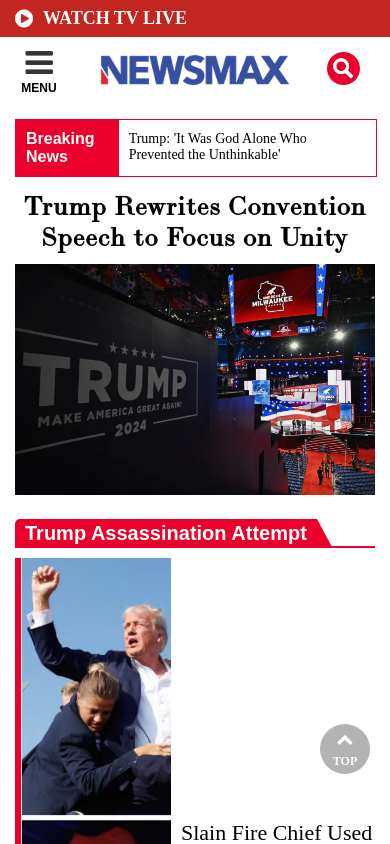 WATCH TV LIVE
MENU
NEWSMAX
Breaking
News
Trump: 'It Was God Alone Who
Prevented the Unthinkable'
Trump Rewrites Convention
Speech to Focus on Unity
TRUMP
MAKE AMERICA GREAT AGAIN!
2024
MILWAUKEE
Trump Assassination Attempt
TOP
Slain Fire Chief Used